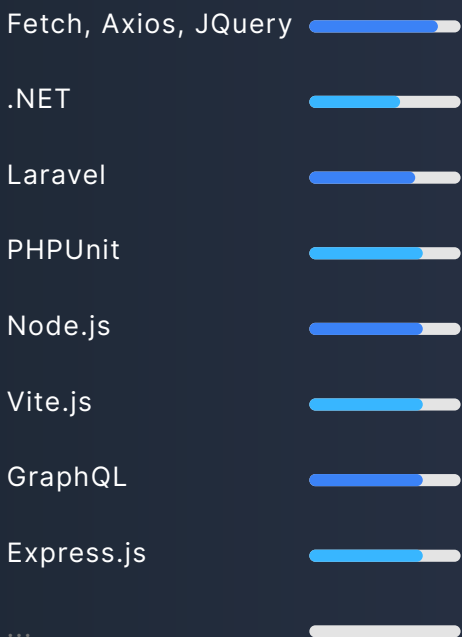 Fetch, Axios, JQuery
.NET
Laravel
PHPUnit
Node.js
Vite.js
GraphQL
Express.js
...